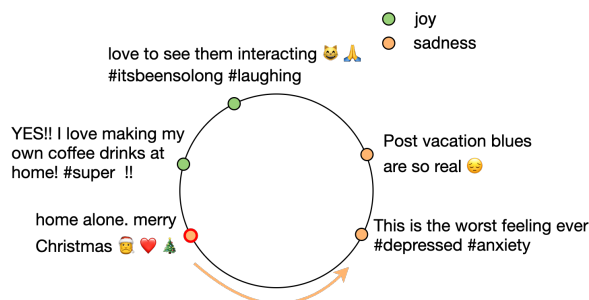 joy
sadness
love to see them interacting 😹 🙏
#itsbeensolong #laughing
YES!! I love making my
own coffee drinks at
home! #super !!
Post vacation blues
are so real 😔
home alone. merry
Christmas 🎅 ❤️ 🎄
This is the worst feeling ever
#depressed #anxiety